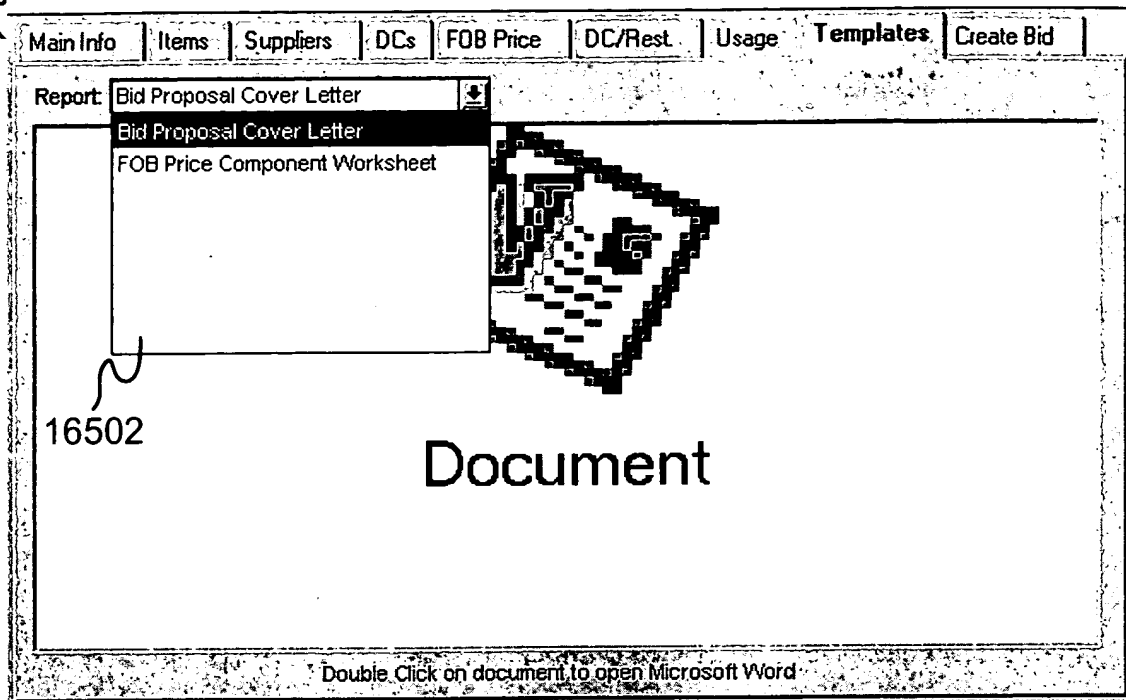 Main Info Items Suppliers DCs FOB Price DC/Rest. Usage Templates Create Bid
Report: Bid Proposal Cover Letter
Bid Proposal Cover Letter
FOB Price Component Worksheet
16502
Document
Double Click on document to open Microsoft Word